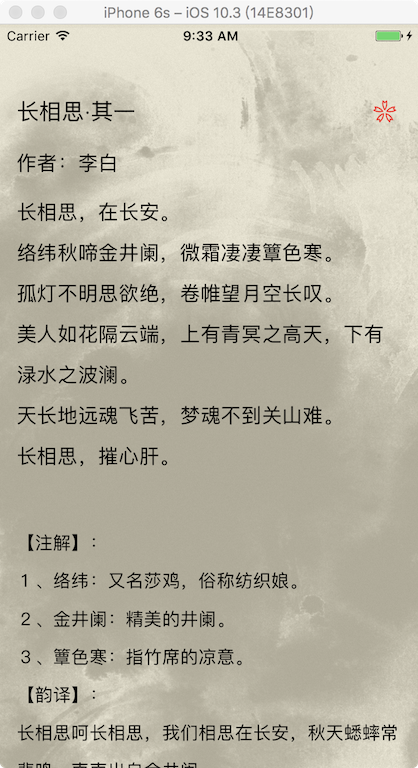 iPhone 6s – iOS 10.3 (14E8301)
Carrier 9:33 AM
长相思·其一
作者：李白
长相思，在长安。
络纬秋啼金井阑，微霜凄凄簟色寒。
孤灯不明思欲绝，卷帷望月空长叹。
美人如花隔云端，上有青冥之高天，下有
渌水之波澜。
天长地远魂飞苦，梦魂不到关山难。
长相思，摧心肝。
【注解】：
１、络纬：又名莎鸡，俗称纺织娘。
２、金井阑：精美的井阑。
３、簟色寒：指竹席的凉意。
【韵译】：
长相思呵长相思，我们相思在长安，秋天蟋蟀常